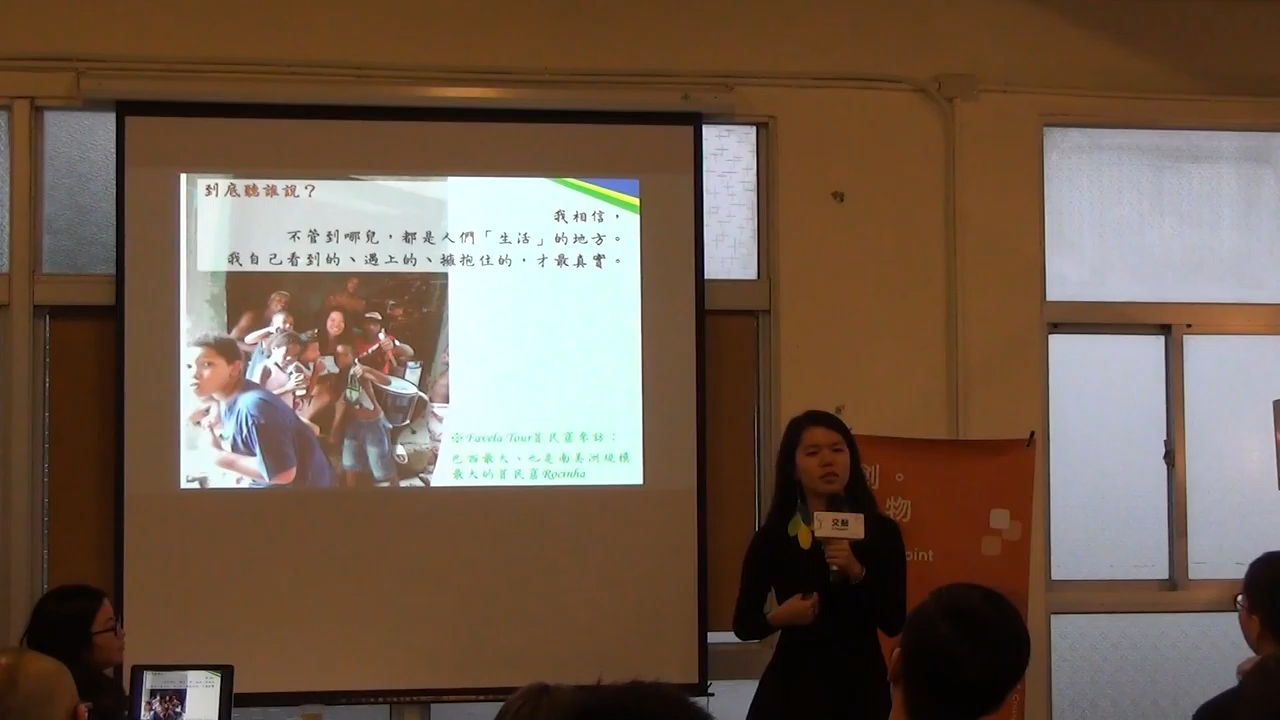 到底聽誰說？
我相信，
不管到哪兒，都是人們「生活」的地方。
我自己看到的、遇上的、擁抱住的，才最真實。
※Favela Tour貧民窟參訪：
巴西最大、也是南美洲規模
最大的貧民窟Rocinha
創。
物
oint